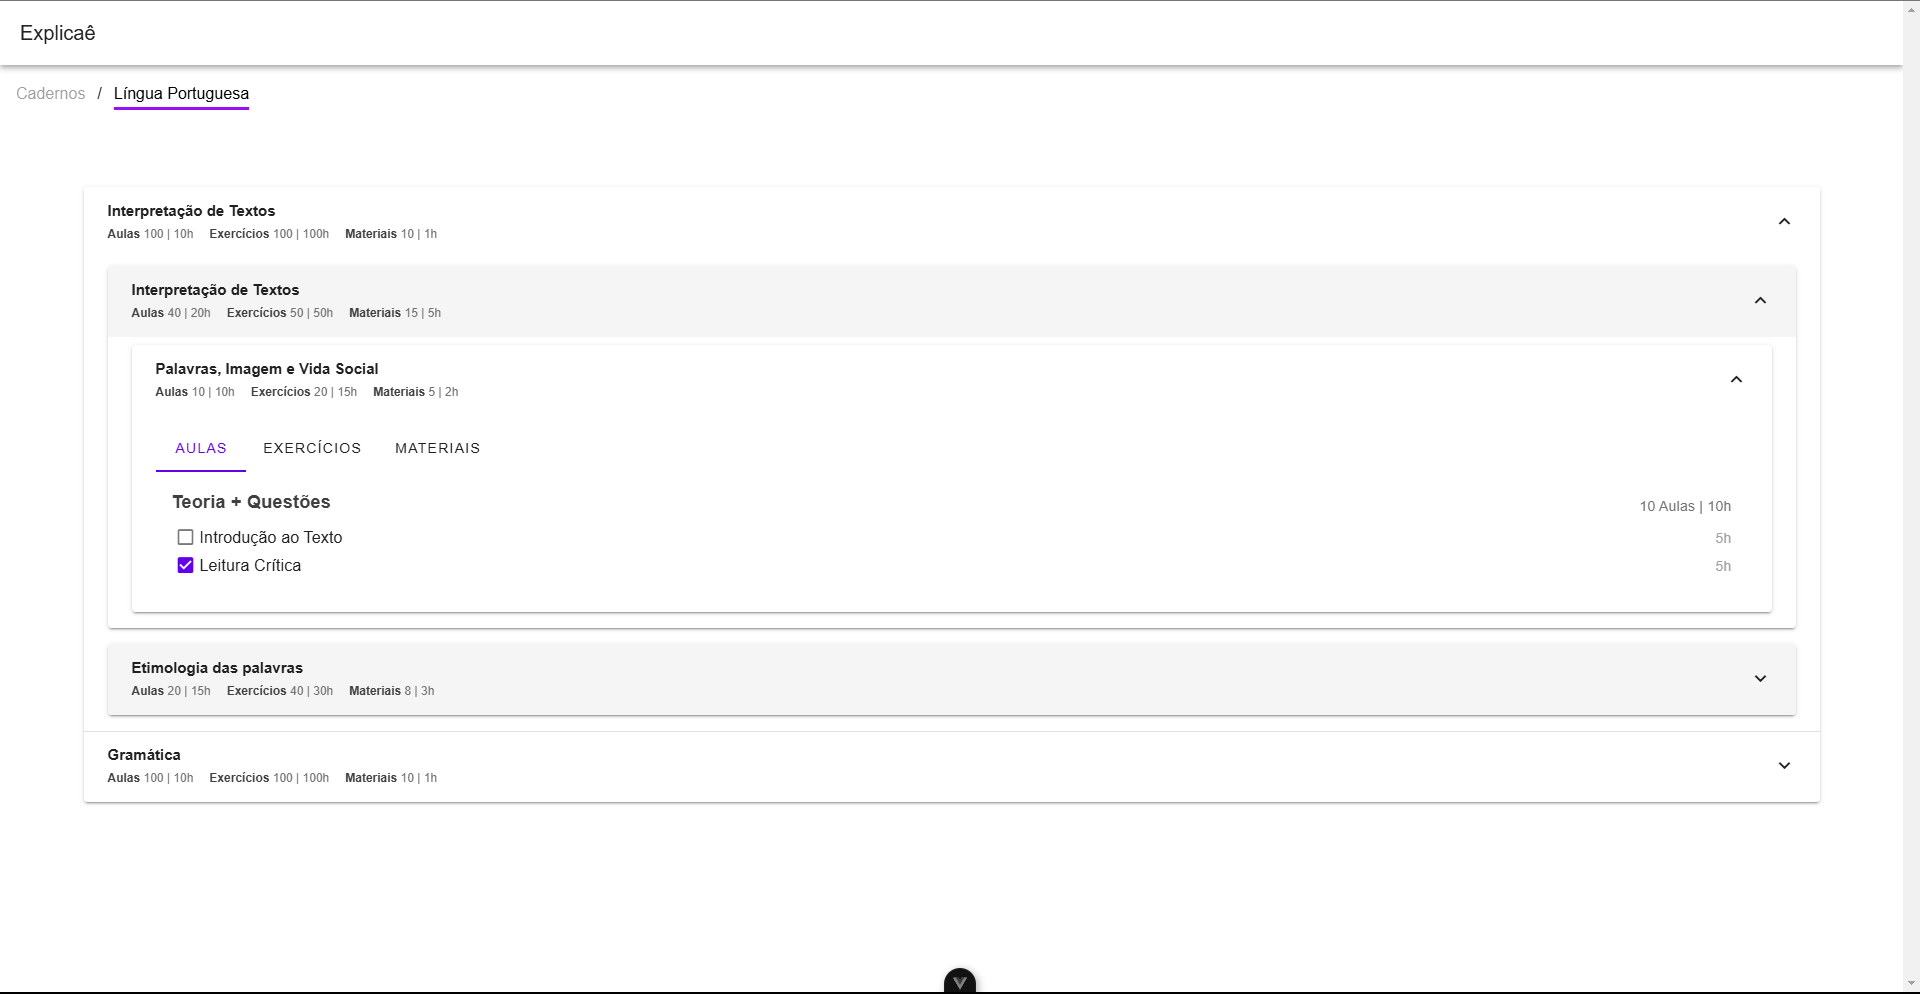 Explicaê
Cadernos / Língua Portuguesa
Interpretação de Textos
Aulas 100 | 10h Exercícios 100 | 100h Materiais 10 | 1h
Interpretação de Textos
Aulas 40 | 20h Exercícios 50 | 50h Materiais 15 | 5h
Palavras, Imagem e Vida Social
Aulas 10 | 10h Exercícios 20 | 15h Materiais 5 | 2h
AULAS EXERCÍCIOS MATERIAIS
Teoria + Questões 10 Aulas | 10h
Introdução ao Texto 5h
Leitura Crítica 5h
Etimologia das palavras
Aulas 20 | 15h Exercícios 40 | 30h Materiais 8 | 3h
Gramática
Aulas 100 | 10h Exercícios 100 | 100h Materiais 10 | 1h